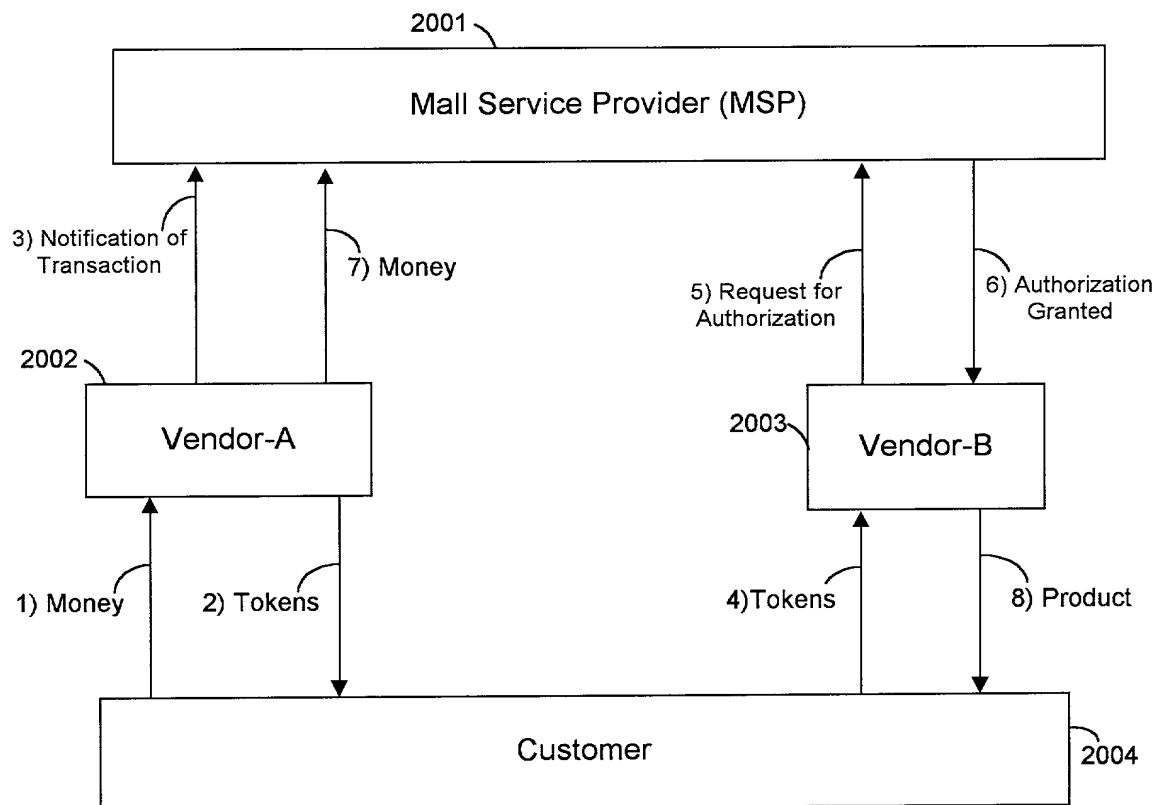 2001
Mall Service Provider (MSP)
3) Notification of
Transaction
7) Money
5) Request for
Authorization
6) Authorization
Granted
2002
Vendor-A
2003
Vendor-B
1) Money
2) Tokens
4)Tokens
8) Product
Customer
2004